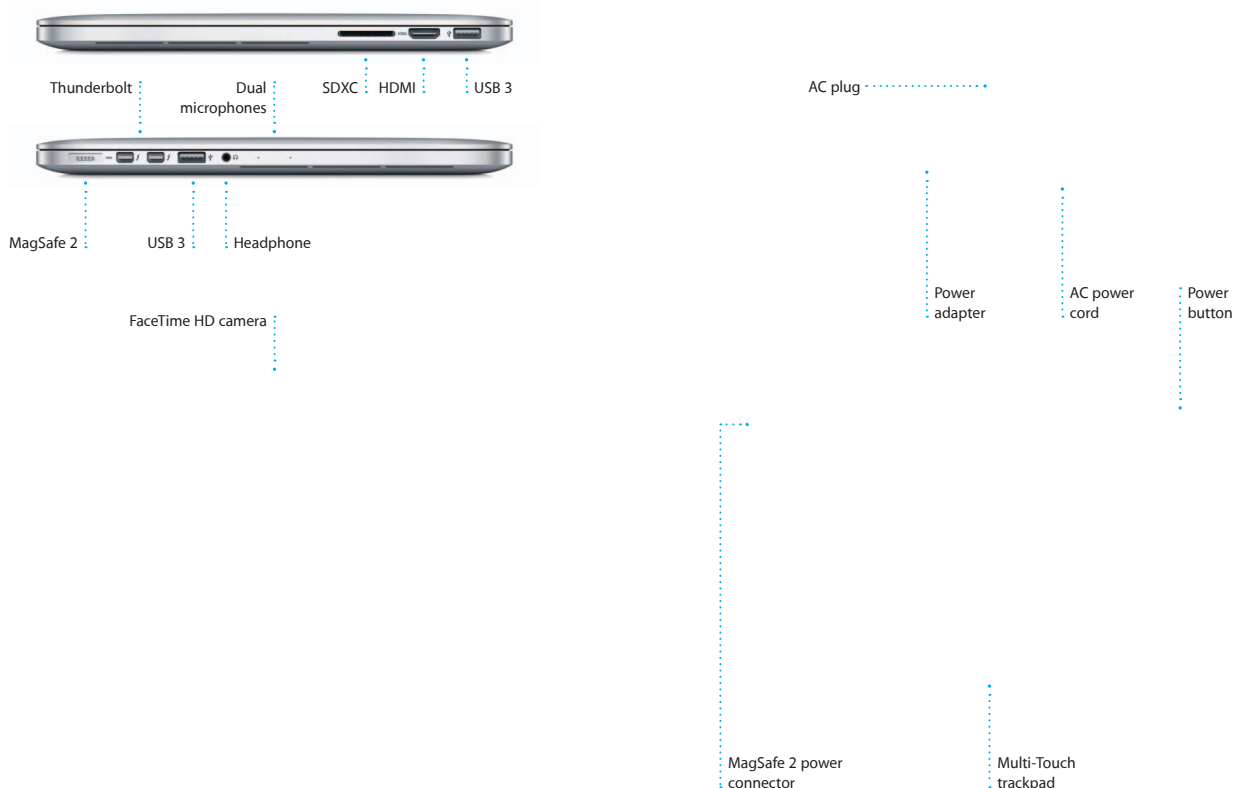 Thunderbolt
Dual
microphones
SDXC
HDMI
USB 3
AC plug
MagSafe 2
USB 3
Headphone
Power
adapter
AC power
cord
Power
button
FaceTime HD camera
MagSafe 2 power
connector
Multi-Touch
trackpad